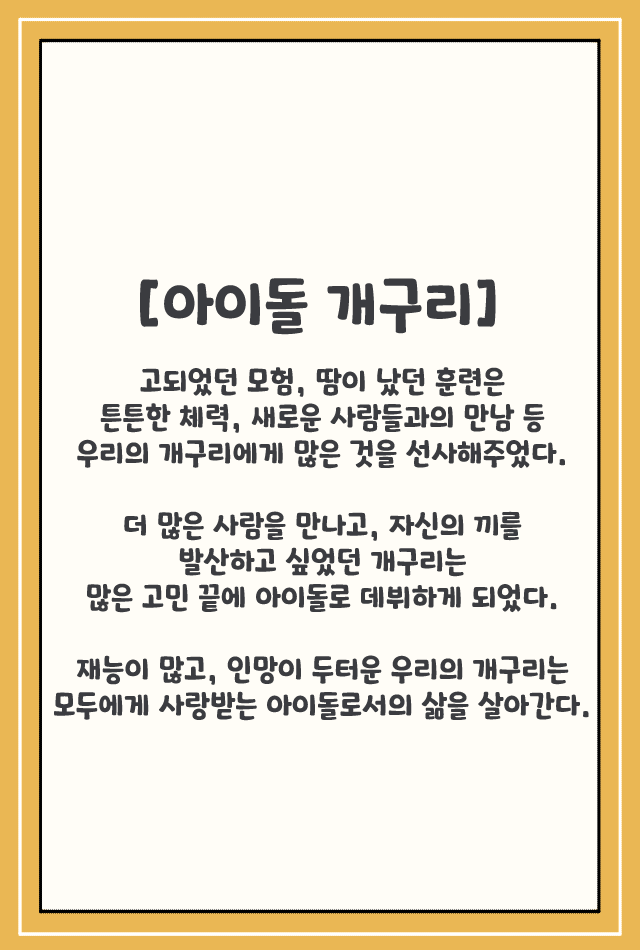 [아이돌 개구리]
고되었던 모험, 땀이 났던 훈련은
튼튼한 체력, 새로운 사람들과의 만남 등
우리의 개구리에게 많은 것을 선사해주었다.
더 많은 사람을 만나고, 자신의 끼를
발산하고 싶었던 개구리는
많은 고민 끝에 아이돌로 데뷔하게 되었다.
재능이 많고, 인망이 두터운 우리의 개구리는
모두에게 사랑받는 아이돌로서의 삶을 살아간다.